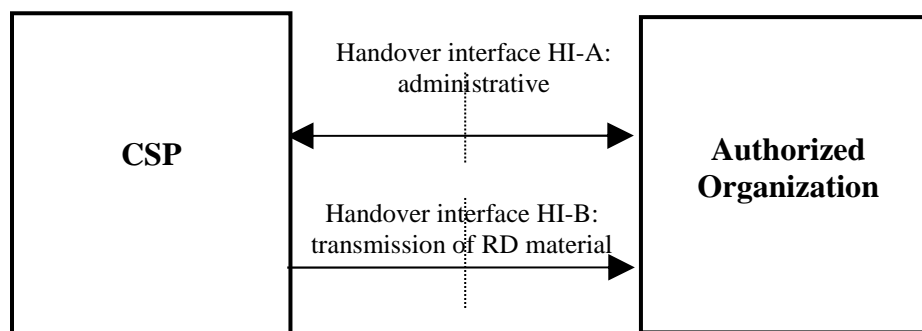 Handover interface HI-A:
administrative
CSP
Authorized
Organization
Handover interface HI-B:
transmission of RD material